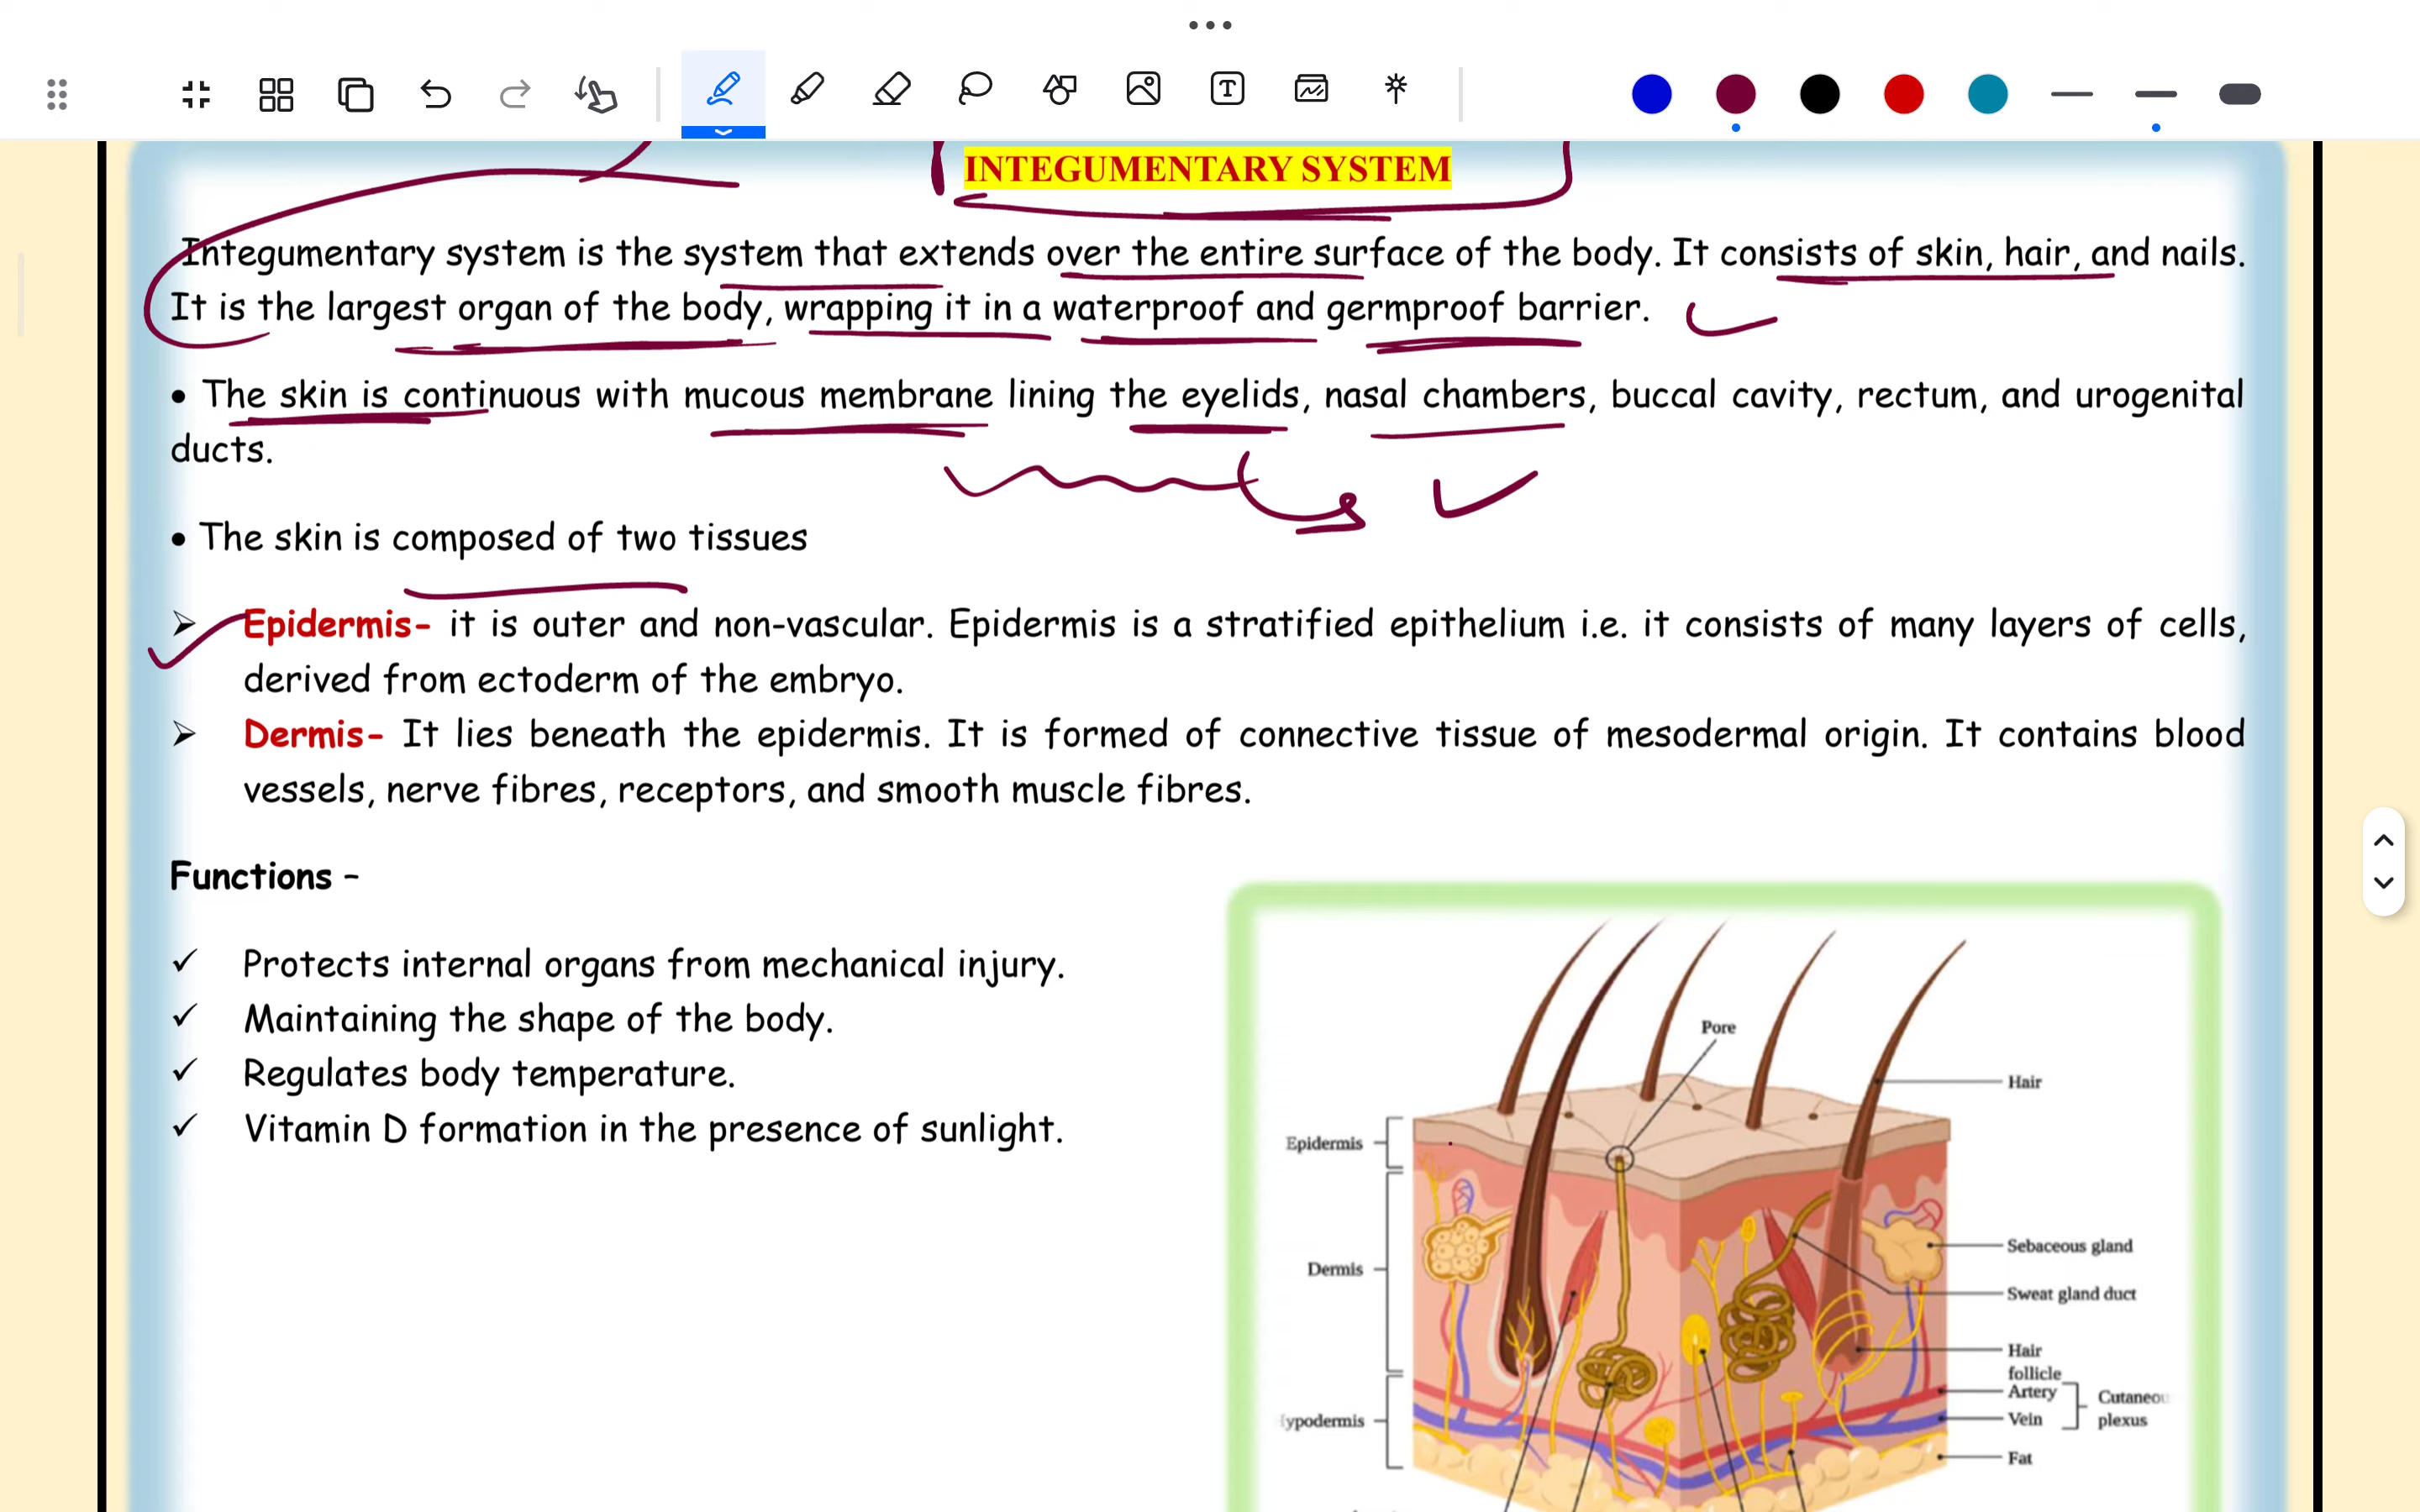 INTEGUMENTARY SYSTEM
Integumentary system is the system that extends over the entire surface of the body. It consists of skin, hair, and nails.
It is the largest organ of the body, wrapping it in a waterproof and germproof barrier.
• The skin is continuous with mucous membrane lining the eyelids, nasal chambers, buccal cavity, rectum, and urogenital
ducts.
• The skin is composed of two tissues
➢ Epidermis- it is outer and non-vascular. Epidermis is a stratified epithelium i.e. it consists of many layers of cells,
derived from ectoderm of the embryo.
➢ Dermis- It lies beneath the epidermis. It is formed of connective tissue of mesodermal origin. It contains blood
vessels, nerve fibres, receptors, and smooth muscle fibres.
Functions -
✓ Protects internal organs from mechanical injury.
✓ Maintaining the shape of the body.
✓ Regulates body temperature.
✓ Vitamin D formation in the presence of sunlight.
Pore
Hair
Epidermis
Sebaceous gland
Dermis
Sweat gland duct
Hair
follicle
Artery
Cutaneou
ypodermis
Vein
plexus
Fat